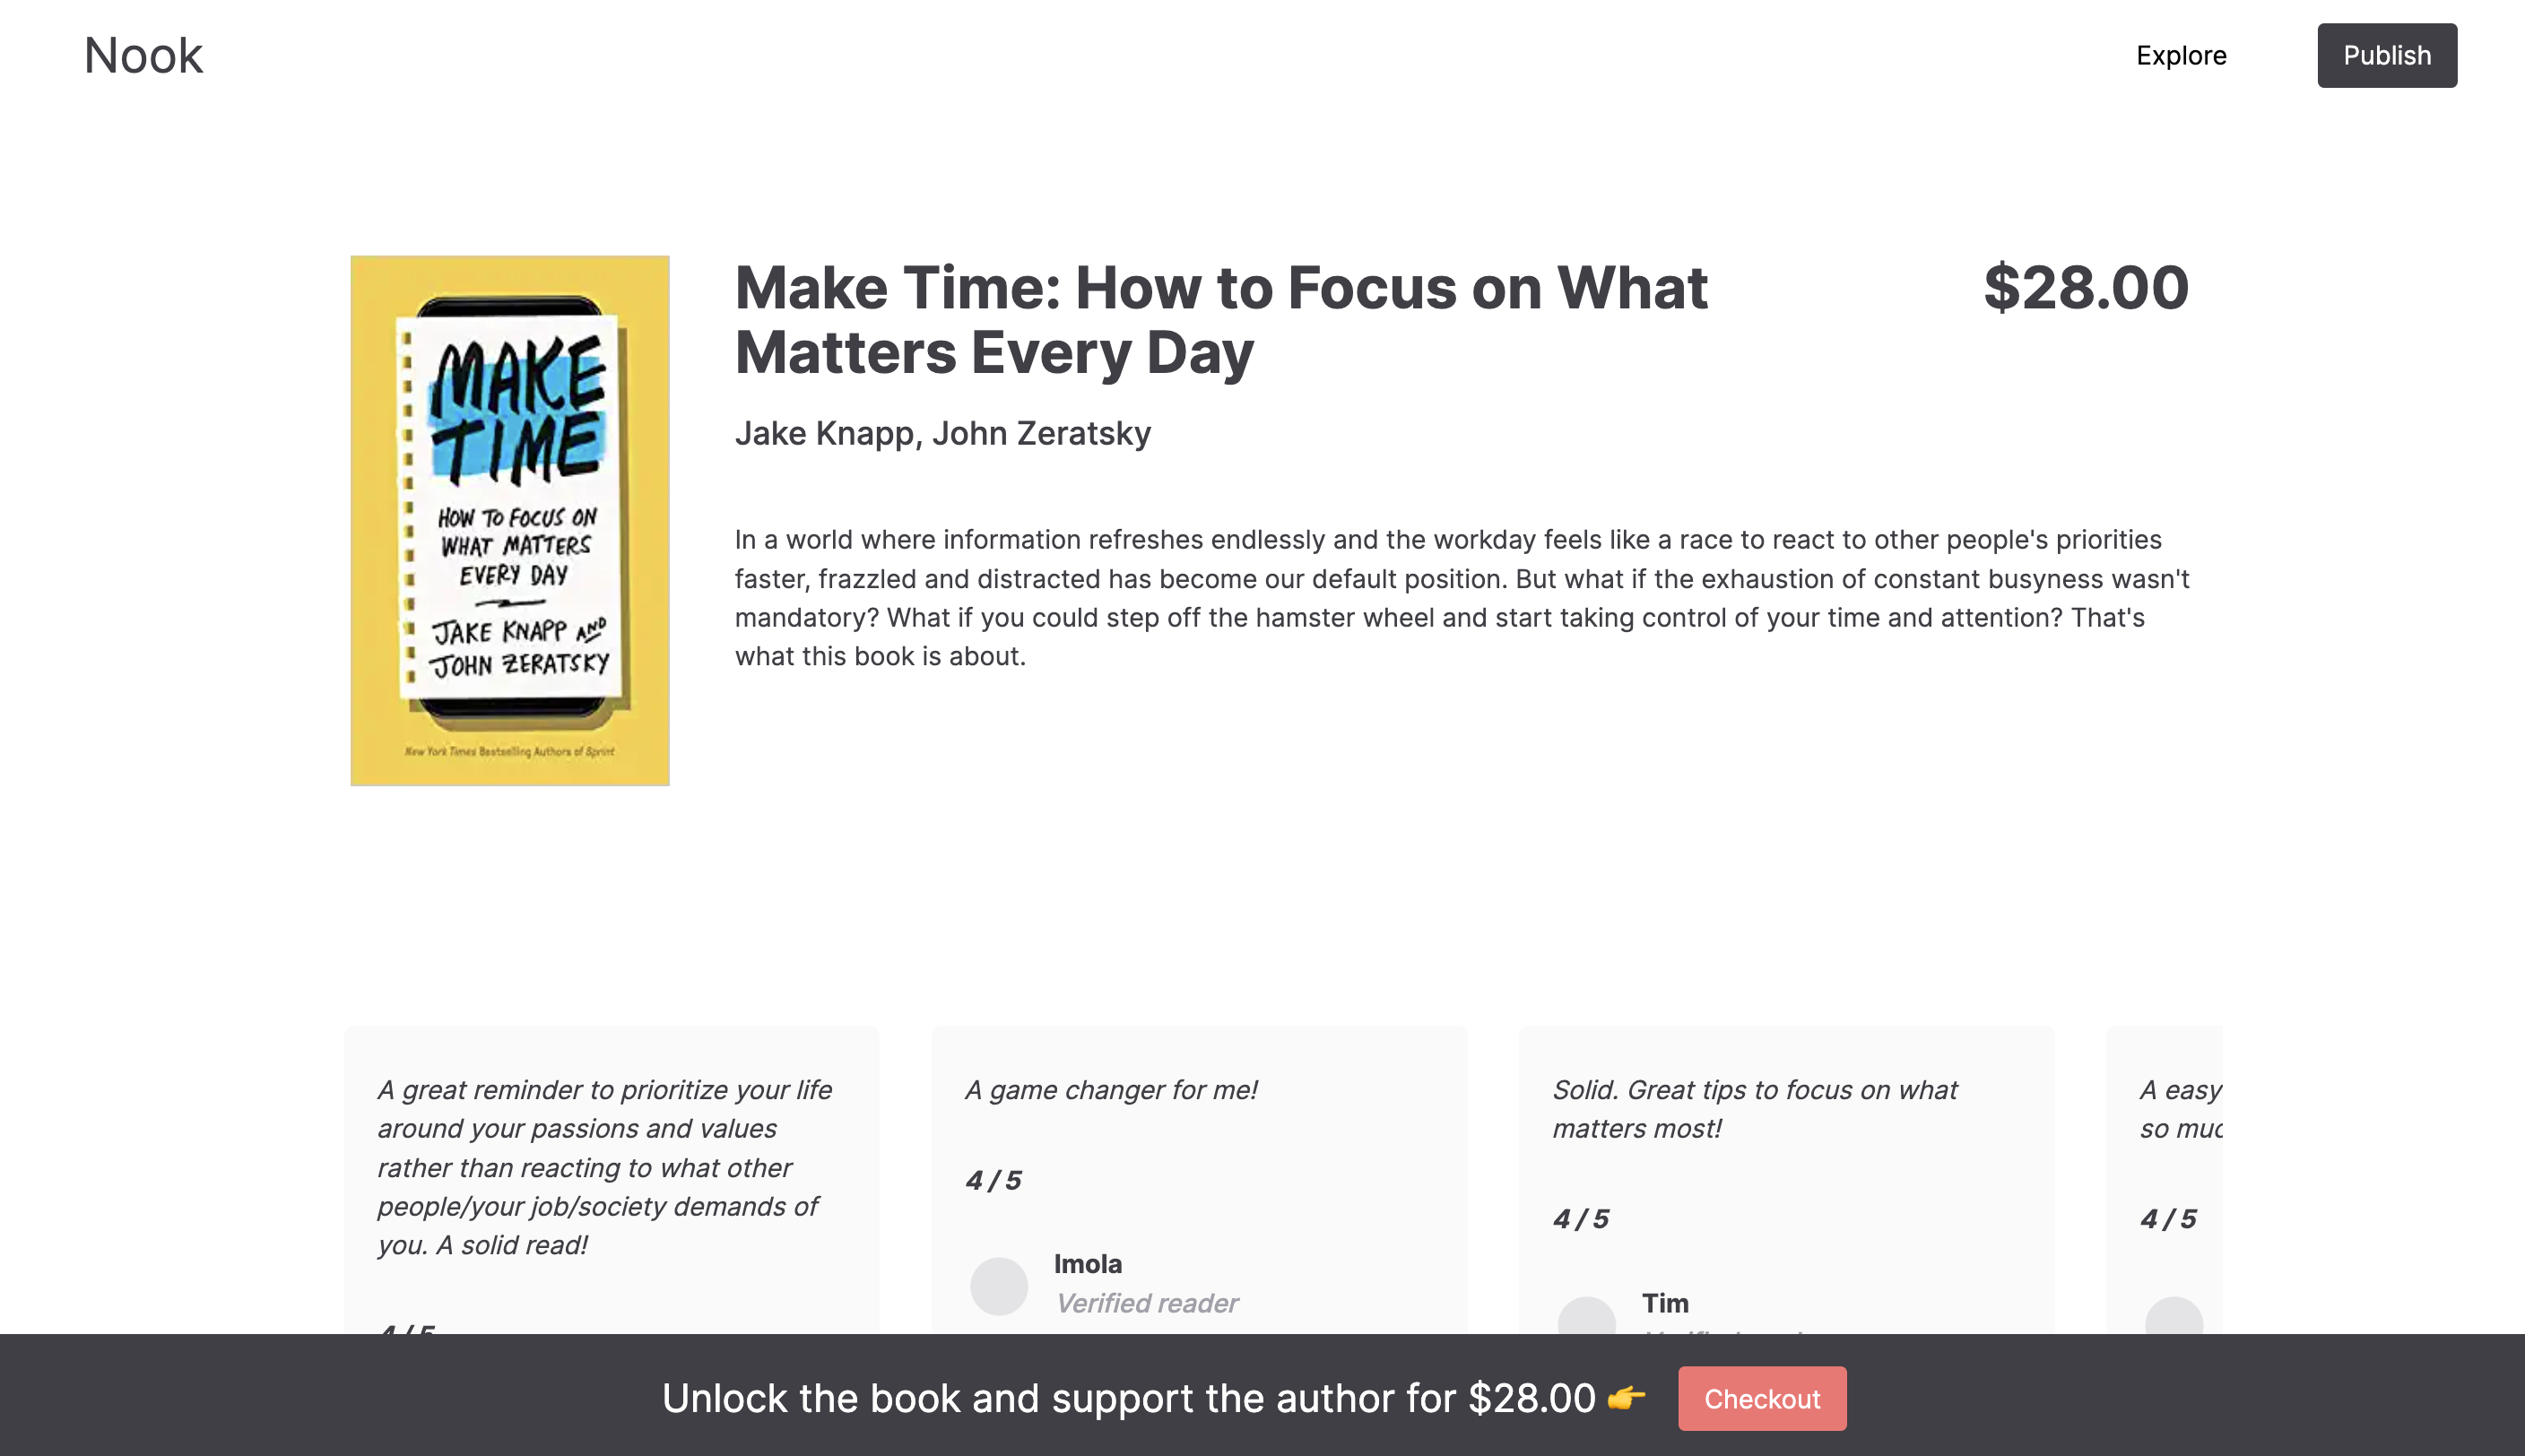 Nook
Explore
Publish
MAKE
TIME
HOW TO FOCUS ON
WHAT MATTERS
EVERY DAY
JAKE KNAPP AND
JOHN ZERATSKY
New York Times Bestselling Authors of Sprint
Make Time: How to Focus on What
Matters Every Day
$28.00
Jake Knapp, John Zeratsky
In a world where information refreshes endlessly and the workday feels like a race to react to other people's priorities
faster, frazzled and distracted has become our default position. But what if the exhaustion of constant busyness wasn't
mandatory? What if you could step off the hamster wheel and start taking control of your time and attention? That's
what this book is about.
A great reminder to prioritize your life
around your passions and values
rather than reacting to what other
people/your job/society demands of
you. A solid read!
4 / 5
A game changer for me!
4 / 5
Imola
Verified reader
Solid. Great tips to focus on what
matters most!
4 / 5
Tim
A easy
so muc
4 / 5
Unlock the book and support the author for $28.00 👉
Checkout